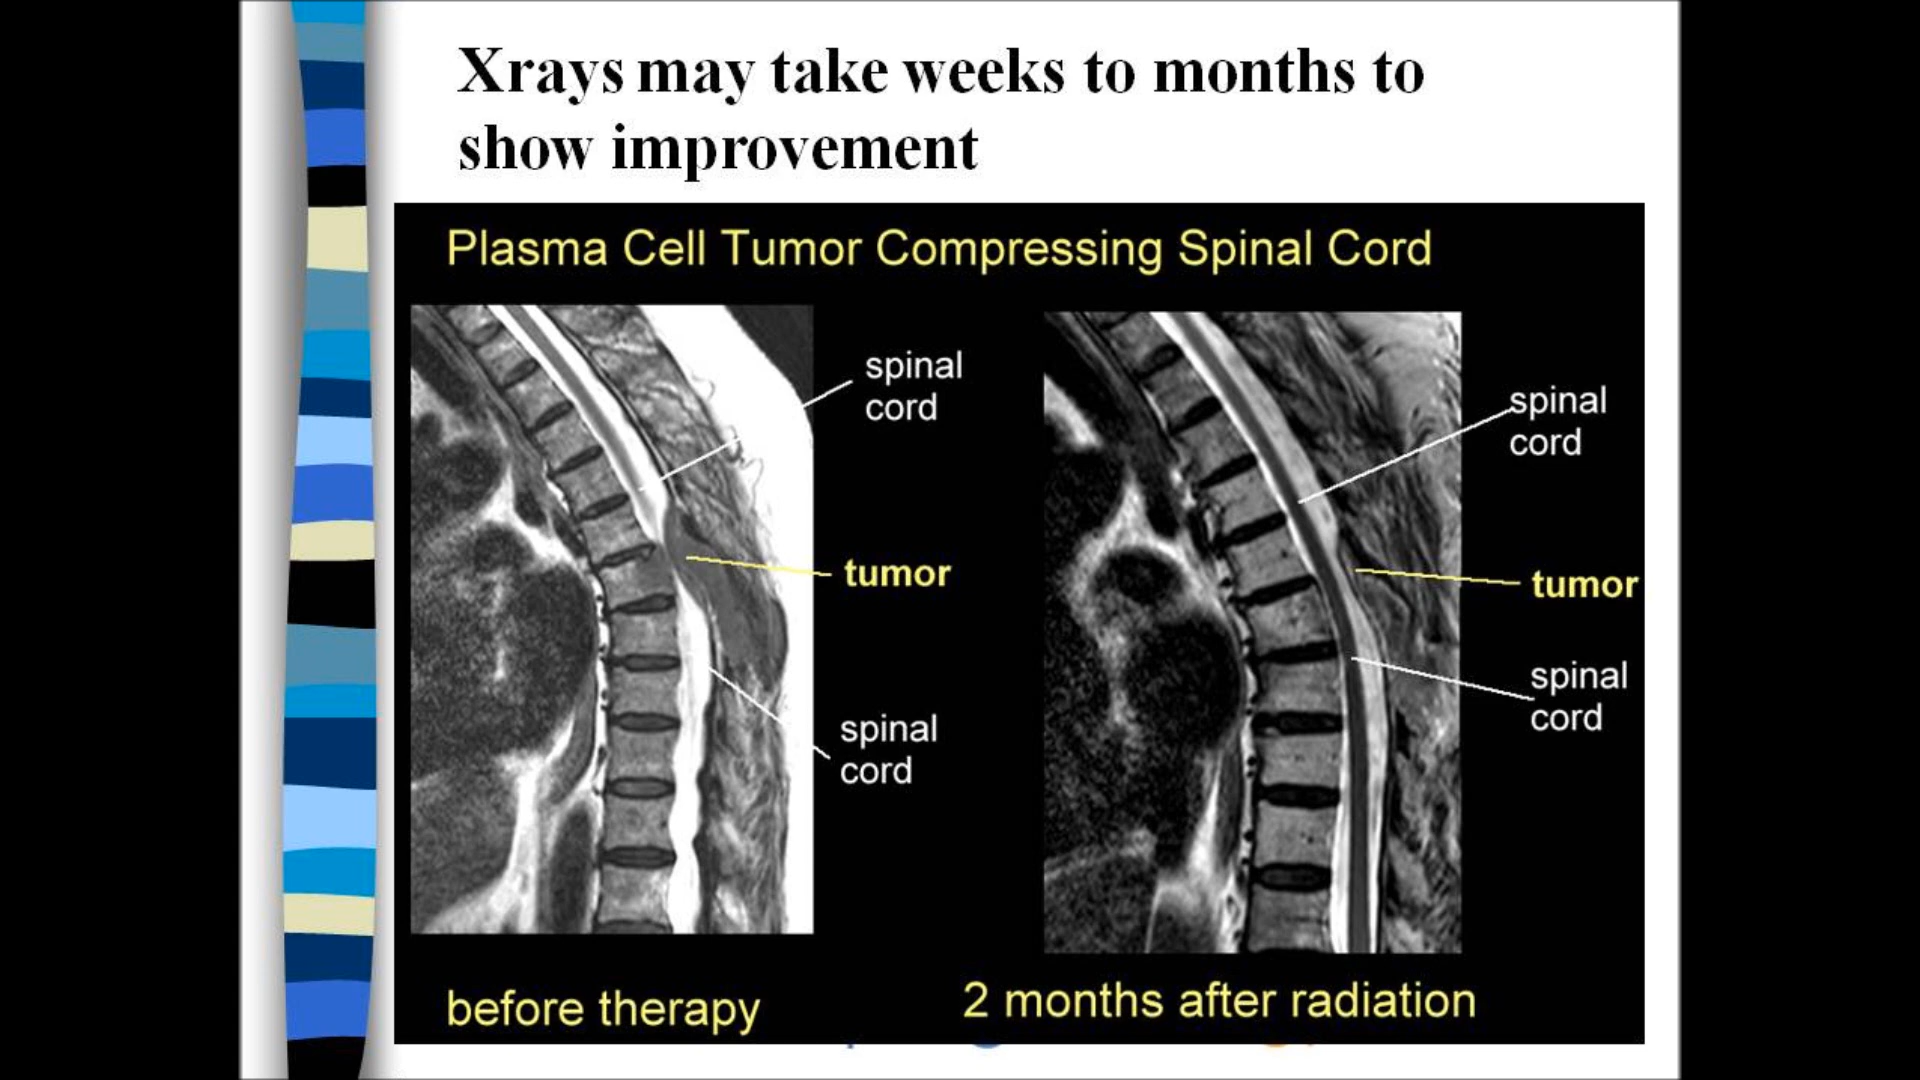 Xrays may take weeks to months to
show improvement
Plasma Cell Tumor Compressing Spinal Cord
spinal
cord
tumor
spinal
cord
before therapy
spinal
cord
tumor
spinal
cord
2 months after radiation